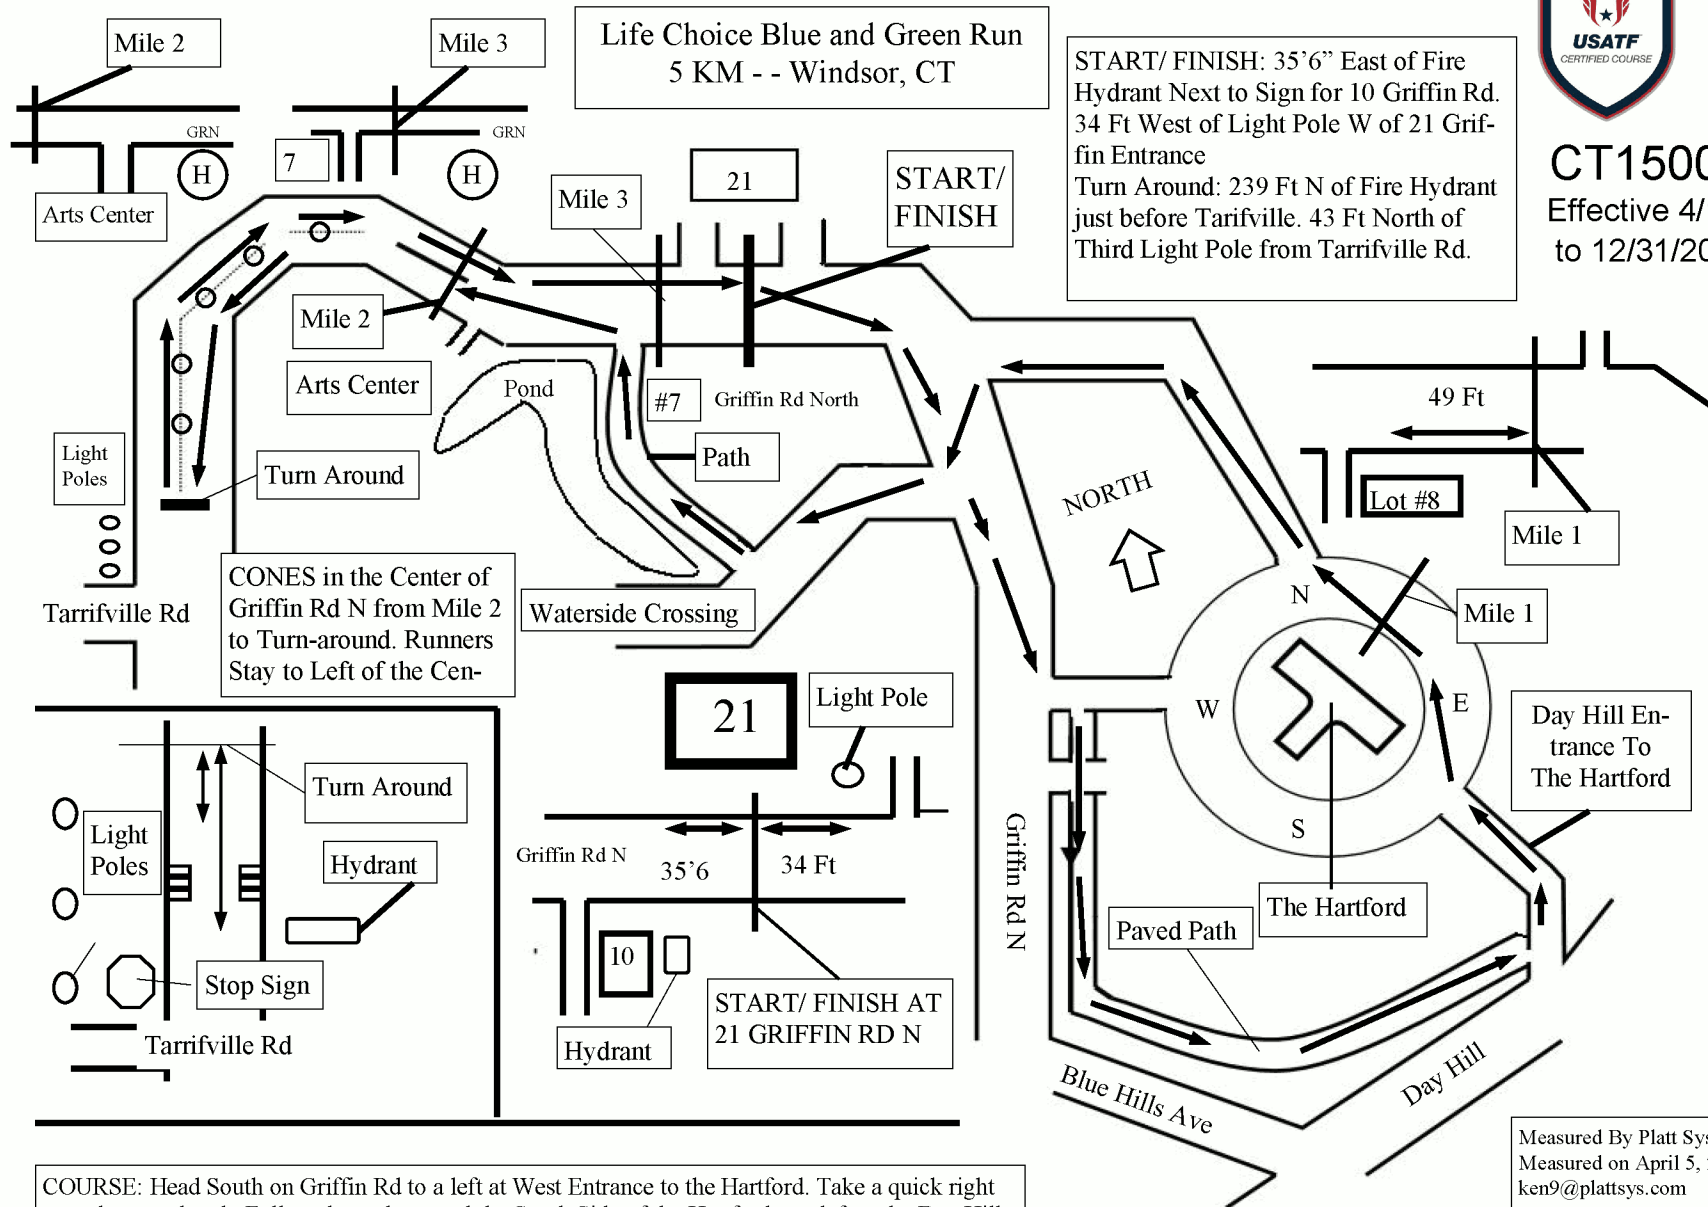 Mile 2
Mile 3
Life Choice Blue and Green Run
5 KM - - Windsor, CT
START/ FINISH: 35’6” East of Fire
Hydrant Next to Sign for 10 Griffin Rd.
34 Ft West of Light Pole W of 21 Grif-
fin Entrance
Turn Around: 239 Ft N of Fire Hydrant
just before Tarifville. 43 Ft North of
Third Light Pole from Tarrifville Rd.
USATF
CERTIFIED COURSE
CT1500
Effective 4/
to 12/31/20
GRN
H
7
GRN
H
Arts Center
Mile 3
21
START/
FINISH
Mile 2
Arts Center
Pond
#7
Griffin Rd North
Path
Light
Poles
Turn Around
NORTH
49 Ft
Lot #8
Mile 1
CONES in the Center of
Griffin Rd N from Mile 2
to Turn-around. Runners
Stay to Left of the Cen-
Tarrifville Rd
Waterside Crossing
N
Mile 1
W
E
S
Day Hill En-
trance To
The Hartford
21
Light Pole
Turn Around
Light
Poles
Hydrant
Stop Sign
Tarrifville Rd
Griffin Rd N
35’6
34 Ft
10
Hydrant
START/ FINISH AT
21 GRIFFIN RD N
Griffin Rd N
The Hartford
Paved Path
Blue Hills Ave
Day Hill
Measured By Platt Sys
Measured on April 5,
ken9@plattsys.com
COURSE: Head South on Griffin Rd to a left at West Entrance to the Hartford. Take a quick right